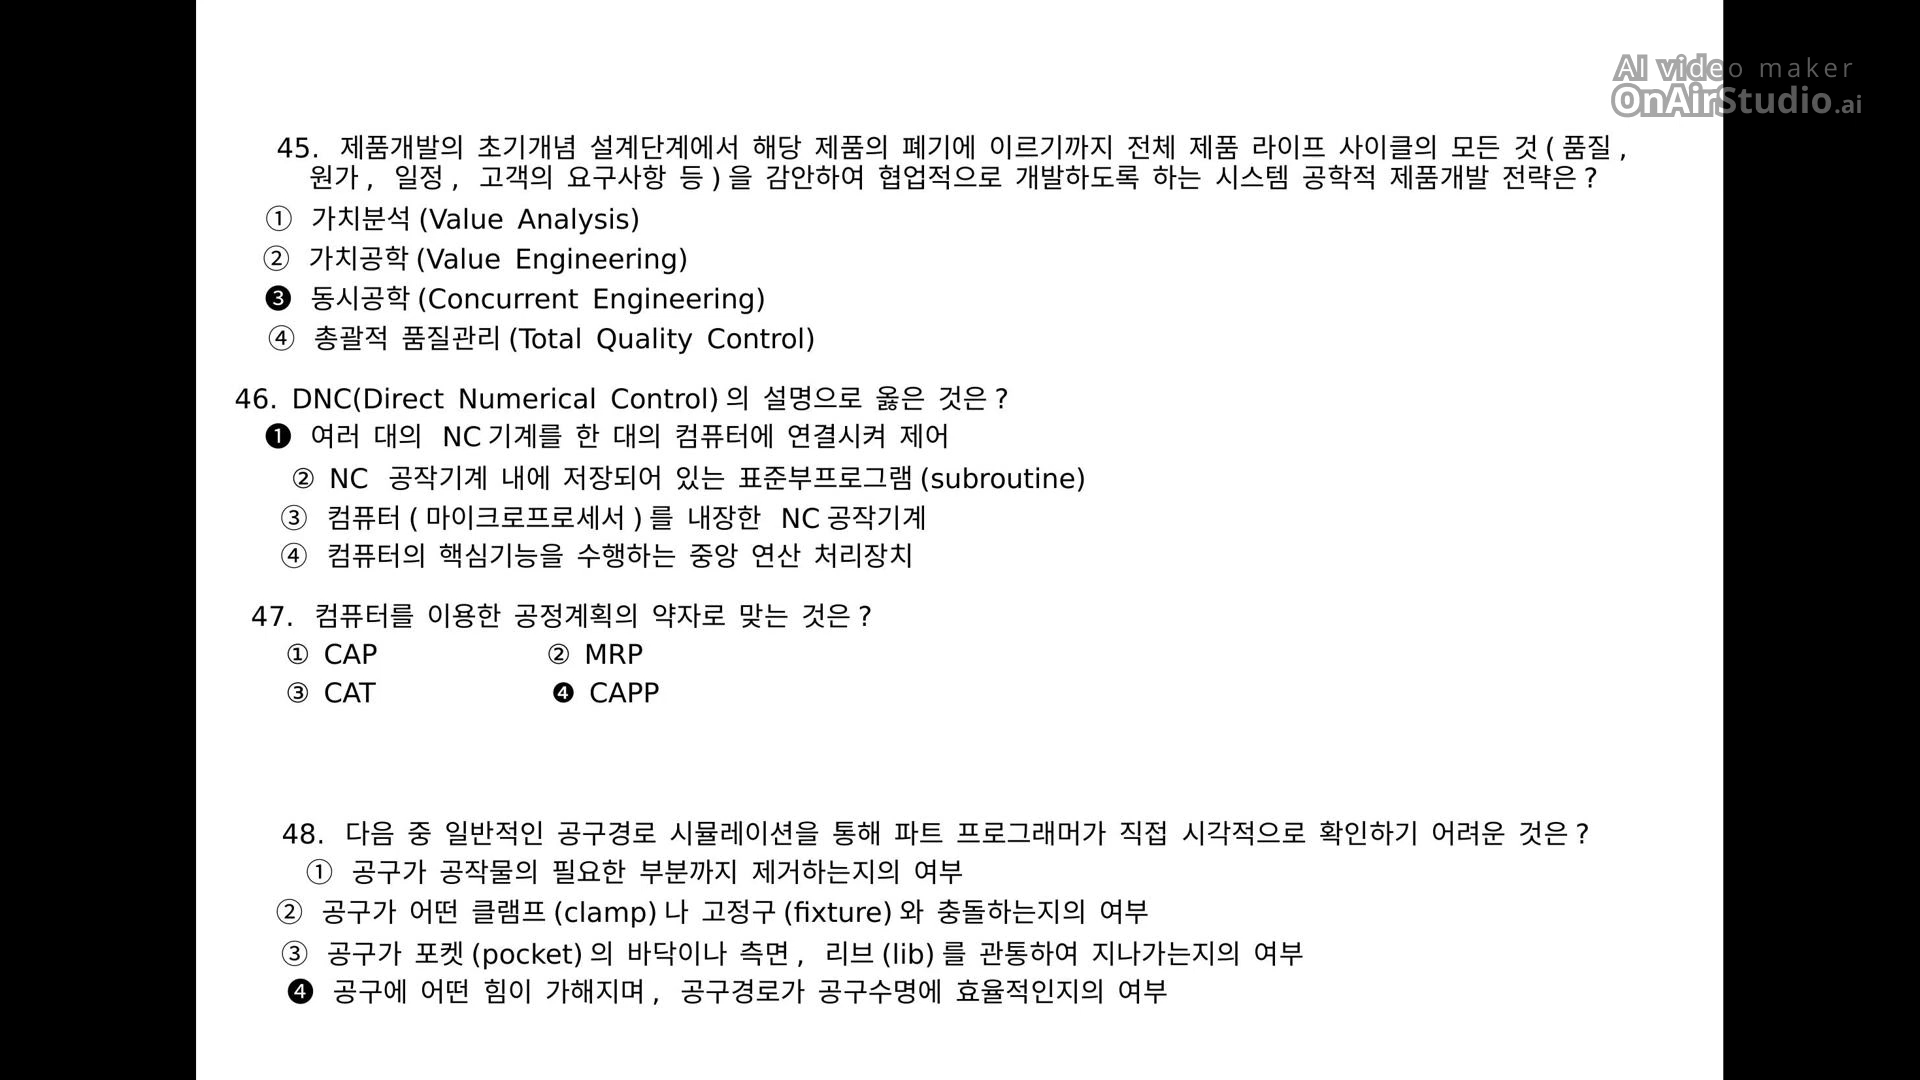 AI video maker
OnAirStudio.ai
45. 제품개발의 초기개념 설계단계에서 해당 제품의 폐기에 이르기까지 전체 제품 라이프 사이클의 모든 것 ( 품질 ,
원가 , 일정 , 고객의 요구사항 등 ) 을 감안하여 협업적으로 개발하도록 하는 시스템 공학적 제품개발 전략은 ?
① 가치분석 (Value Analysis)
② 가치공학 (Value Engineering)
❸ 동시공학 (Concurrent Engineering)
④ 총괄적 품질관리 (Total Quality Control)
46. DNC(Direct Numerical Control) 의 설명으로 옳은 것은 ?
❶ 여러 대의 NC 기계를 한 대의 컴퓨터에 연결시켜 제어
② NC 공작기계 내에 저장되어 있는 표준부프로그램 (subroutine)
③ 컴퓨터 ( 마이크로프로세서 ) 를 내장한 NC 공작기계
④ 컴퓨터의 핵심기능을 수행하는 중앙 연산 처리장치
47. 컴퓨터를 이용한 공정계획의 약자로 맞는 것은 ?
① CAP ② MRP
③ CAT ❹ CAPP
48. 다음 중 일반적인 공구경로 시뮬레이션을 통해 파트 프로그래머가 직접 시각적으로 확인하기 어려운 것은 ?
① 공구가 공작물의 필요한 부분까지 제거하는지의 여부
② 공구가 어떤 클램프 (clamp) 나 고정구 (fixture) 와 충돌하는지의 여부
③ 공구가 포켓 (pocket) 의 바닥이나 측면 , 리브 (lib) 를 관통하여 지나가는지의 여부
❹ 공구에 어떤 힘이 가해지며 , 공구경로가 공구수명에 효율적인지의 여부